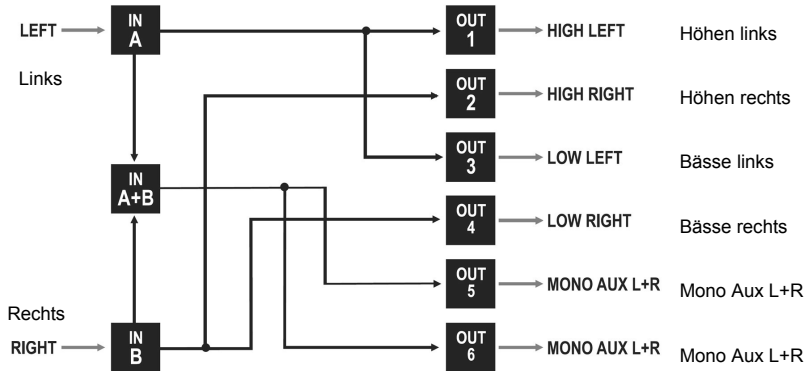 LEFT
IN
A
OUT
1
HIGH LEFT
Höhen links
Links
OUT
2
HIGH RIGHT
Höhen rechts
OUT
3
LOW LEFT
Bässe links
IN
A+B
OUT
4
LOW RIGHT
Bässe rechts
OUT
5
MONO AUX L+R
Mono Aux L+R
Rechts
RIGHT
IN
B
OUT
6
MONO AUX L+R
Mono Aux L+R